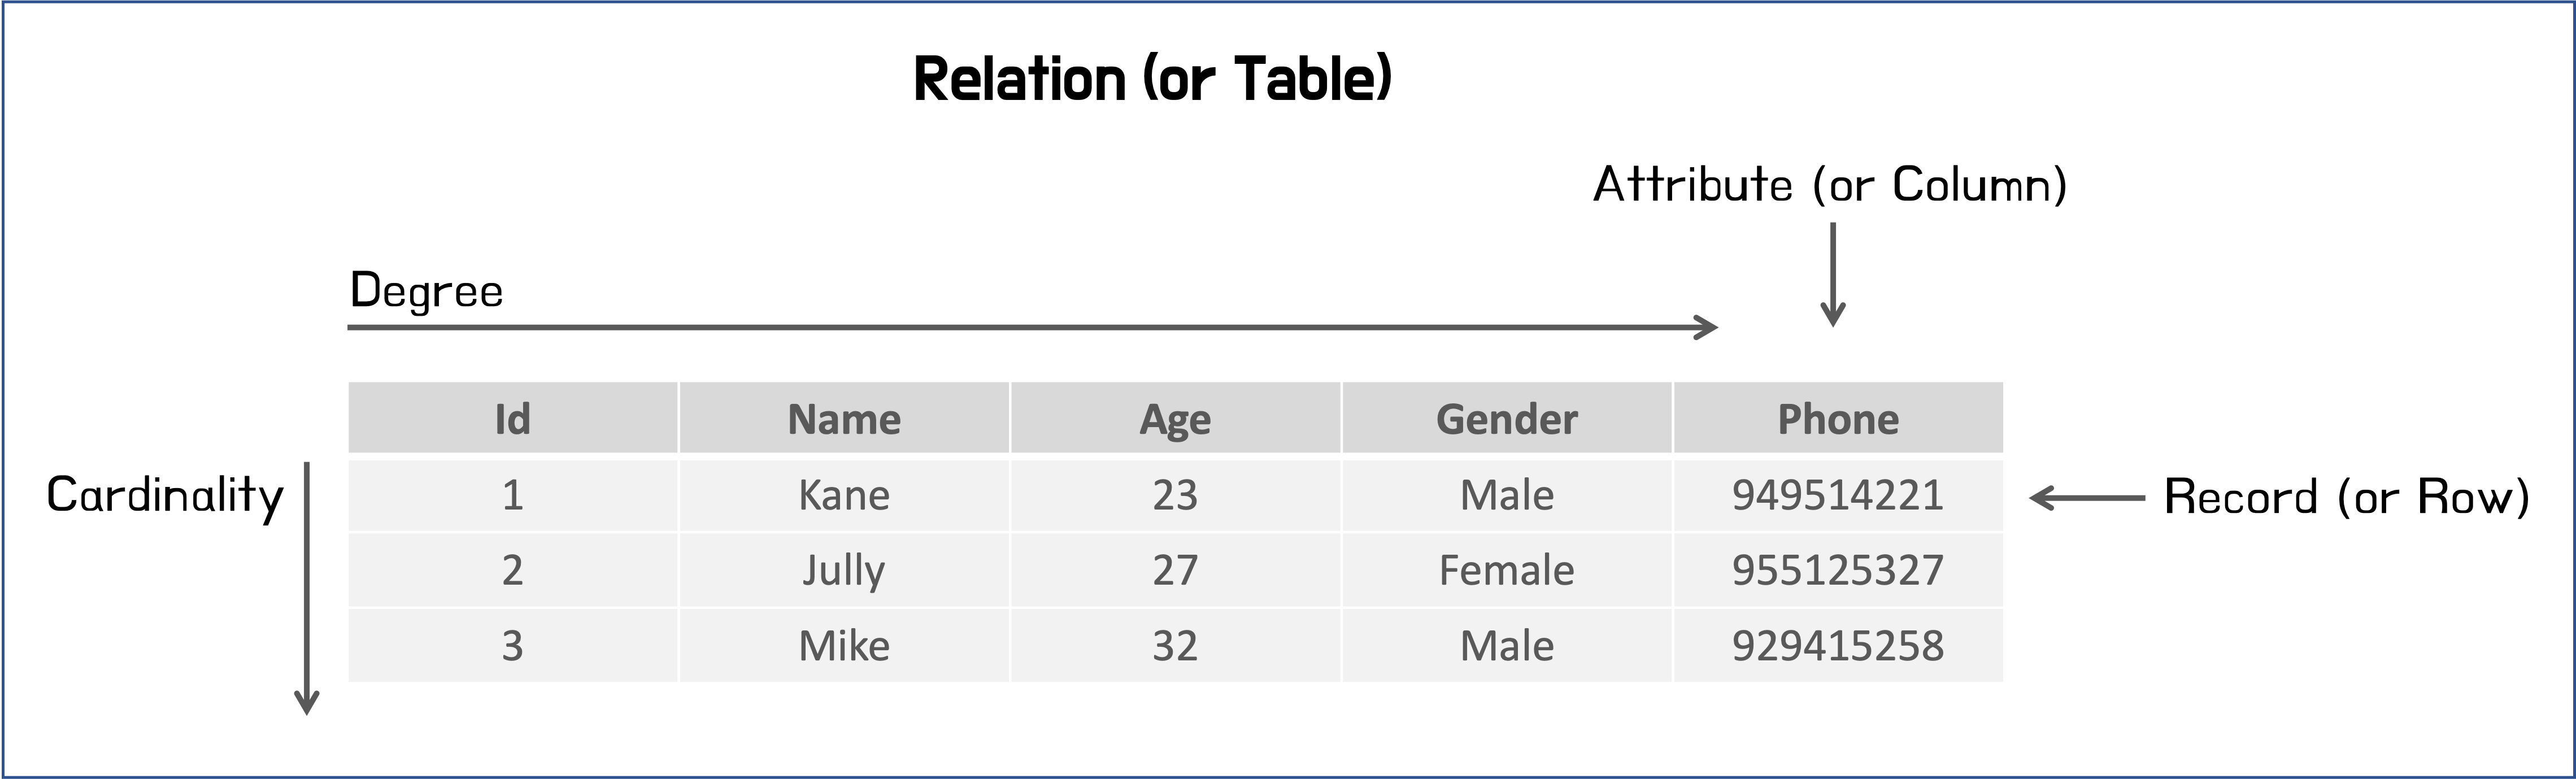 Relation (or Table)
Attribute (or Column)
Degree
Id Name Age Gender Phone
Cardinality
1 Kane 23 Male 949514221
Record (or Row)
2 Jully 27 Female 955125327
3 Mike 32 Male 929415258